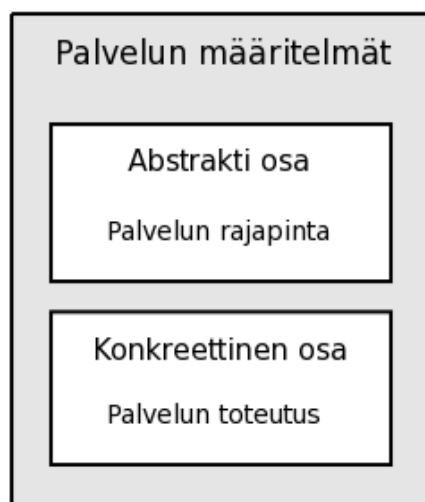 Palvelun määritelmät
Abstrakti osa
Palvelun rajapinta
Konkreettinen osa
Palvelun toteutus